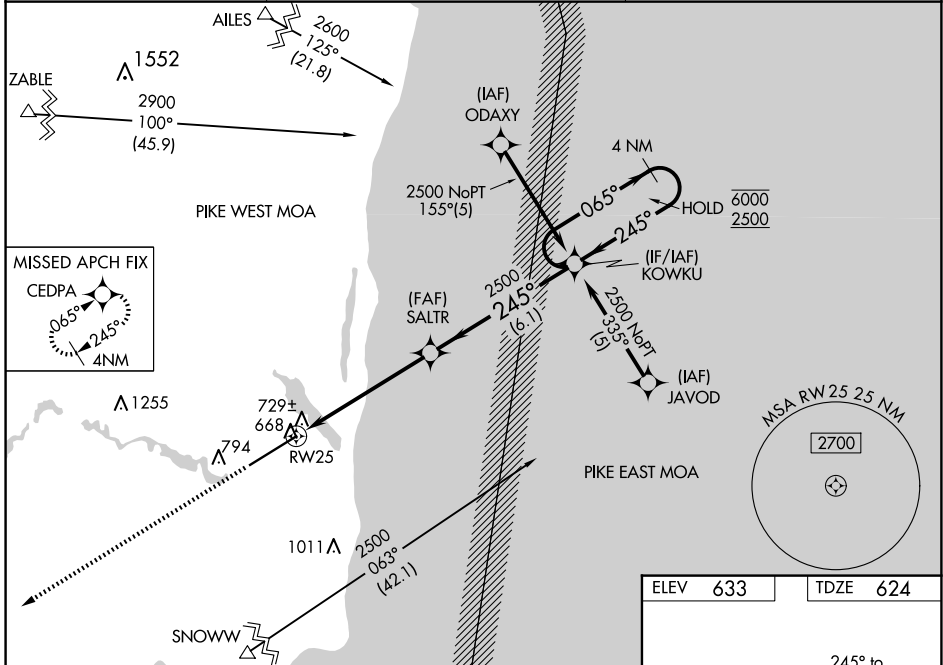 AILES
2600
125°
(21.8)
1552
ZABLE
2900
100°
(45.9)
(IAF)
ODAXY
4 NM
2500 NoPT
155°(5)
065°
HOLD
6000
2500
245°
PIKE WEST MOA
(IF/IAF)
KOWKU
MISSED APCH FIX
CEDPA
065°
245°
4NM
2500
245°
(6.1)
(FAF)
SALTR
2500 NoPT
335°
(5)
(IAF)
JAVOD
1255
729±
668
794
RW25
MSA RW25 25 NM
2700
PIKE EAST MOA
1011
2500
063°
(42.1)
SNOWW
ELEV 633
TDZE 624
245° to